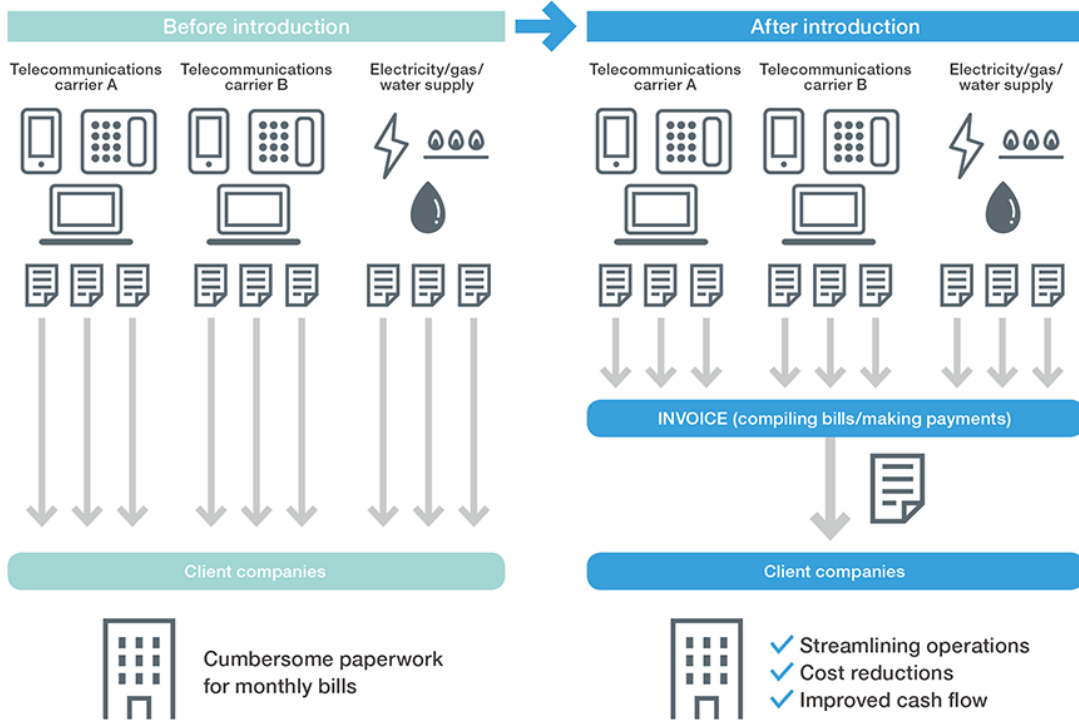 Before introduction
Telecommunications
carrier A
Telecommunications
carrier B
Electricity/gas/
water supply
Client companies
Cumbersome paperwork
for monthly bills
After introduction
Telecommunications
carrier A
Telecommunications
carrier B
Electricity/gas/
water supply
INVOICE (compiling bills/making payments)
Client companies
Streamlining operations
Cost reductions
Improved cash flow